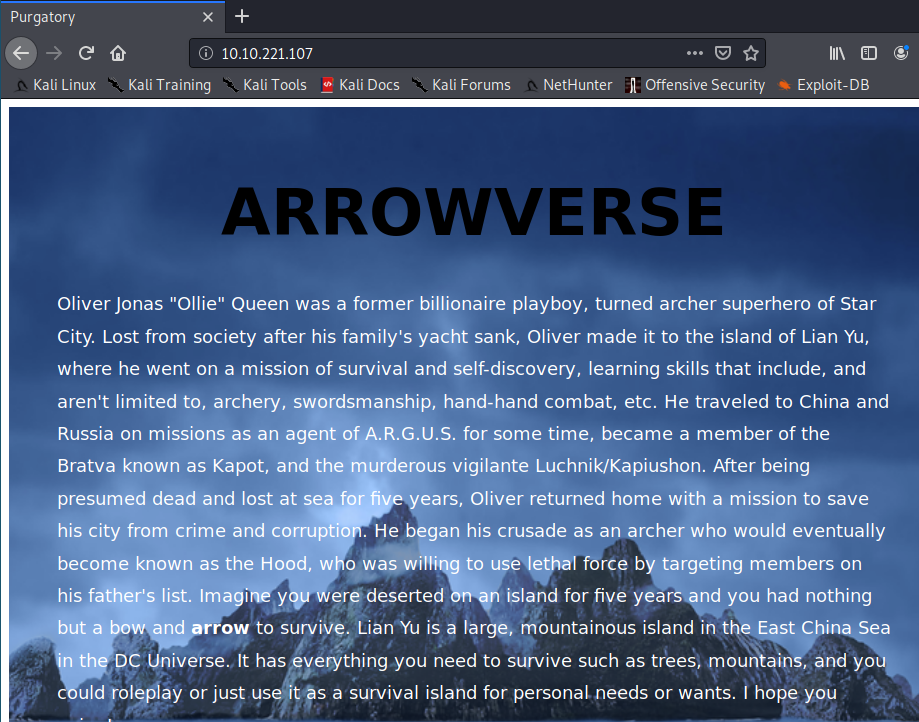 Purgatory
10.10.221.107
Kali Linux Kali Training Kali Tools Kali Docs Kali Forums NetHunter Offensive Security Exploit-DB
ARROWVERSE
Oliver Jonas "Ollie" Queen was a former billionaire playboy, turned archer superhero of Star
City. Lost from society after his family's yacht sank, Oliver made it to the island of Lian Yu,
where he went on a mission of survival and self-discovery, learning skills that include, and
aren't limited to, archery, swordsmanship, hand-hand combat, etc. He traveled to China and
Russia on missions as an agent of A.R.G.U.S. for some time, became a member of the
Bratva known as Kapot, and the murderous vigilante Luchnik/Kapiushon. After being
presumed dead and lost at sea for five years, Oliver returned home with a mission to save
his city from crime and corruption. He began his crusade as an archer who would eventually
become known as the Hood, who was willing to use lethal force by targeting members on
his father's list. Imagine you were deserted on an island for five years and you had nothing
but a bow and arrow to survive. Lian Yu is a large, mountainous island in the East China Sea
in the DC Universe. It has everything you need to survive such as trees, mountains, and you
could roleplay or just use it as a survival island for personal needs or wants. I hope you